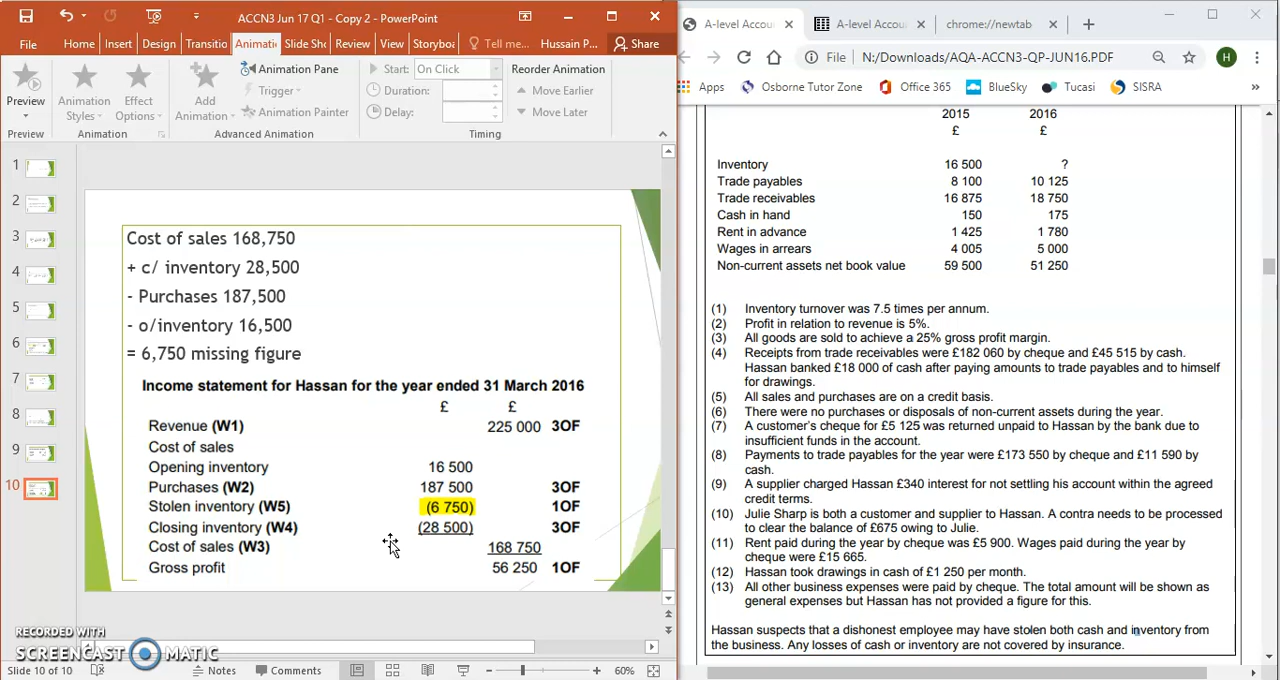 ACCN3 Jun 17 Q1 - Copy 2 - PowerPoint
File Home Insert Design Transitio Animati Slide Sho Review View Storybo Tell me... Hussain P... Share
Preview
Animation Styles
Effect Options
Add Animation
Animation Pane
Trigger
Animation Painter
Start: On Click
Duration:
Delay:
Reorder Animation
Move Earlier
Move Later
Preview Animation Advanced Animation Timing
1
2
3
4
5
6
7
8
9
10
Cost of sales 168,750
+ c/ inventory 28,500
- Purchases 187,500
- o/inventory 16,500
= 6,750 missing figure
Income statement for Hassan for the year ended 31 March 2016
£ £
Revenue (W1) 225 000 3OF
Cost of sales
Opening inventory 16 500
Purchases (W2) 187 500 3OF
Stolen inventory (W5) (6 750) 1OF
Closing inventory (W4) (28 500) 3OF
Cost of sales (W3) 168 750
Gross profit 56 250 1OF
RECORDED WITH
SCREENCAST MATIC
Slide 10 of 10 Notes Comments 60%
A-level Accou A-level Accou chrome://newtab
File N:/Downloads/AQA-ACCN3-QP-JUN16.PDF H
Apps Osborne Tutor Zone Office 365 BlueSky Tucasi SISRA »
2015 2016
£ £
Inventory 16 500 ?
Trade payables 8 100 10 125
Trade receivables 16 875 18 750
Cash in hand 150 175
Rent in advance 1 425 1 780
Wages in arrears 4 005 5 000
Non-current assets net book value 59 500 51 250
(1) Inventory turnover was 7.5 times per annum.
(2) Profit in relation to revenue is 5%.
(3) All goods are sold to achieve a 25% gross profit margin.
(4) Receipts from trade receivables were £182 060 by cheque and £45 515 by cash.
Hassan banked £18 000 of cash after paying amounts to trade payables and to himself
for drawings.
(5) All sales and purchases are on a credit basis.
(6) There were no purchases or disposals of non-current assets during the year.
(7) A customer's cheque for £5 125 was returned unpaid to Hassan by the bank due to
insufficient funds in the account.
(8) Payments to trade payables for the year were £173 550 by cheque and £11 590 by
cash.
(9) A supplier charged Hassan £340 interest for not settling his account within the agreed
credit terms.
(10) Julie Sharp is both a customer and supplier to Hassan. A contra needs to be processed
to clear the balance of £675 owing to Julie.
(11) Rent paid during the year by cheque was £5 900. Wages paid during the year by
cheque were £15 665.
(12) Hassan took drawings in cash of £1 250 per month.
(13) All other business expenses were paid by cheque. The total amount will be shown as
general expenses but Hassan has not provided a figure for this.
Hassan suspects that a dishonest employee may have stolen both cash and inventory from
the business. Any losses of cash or inventory are not covered by insurance.